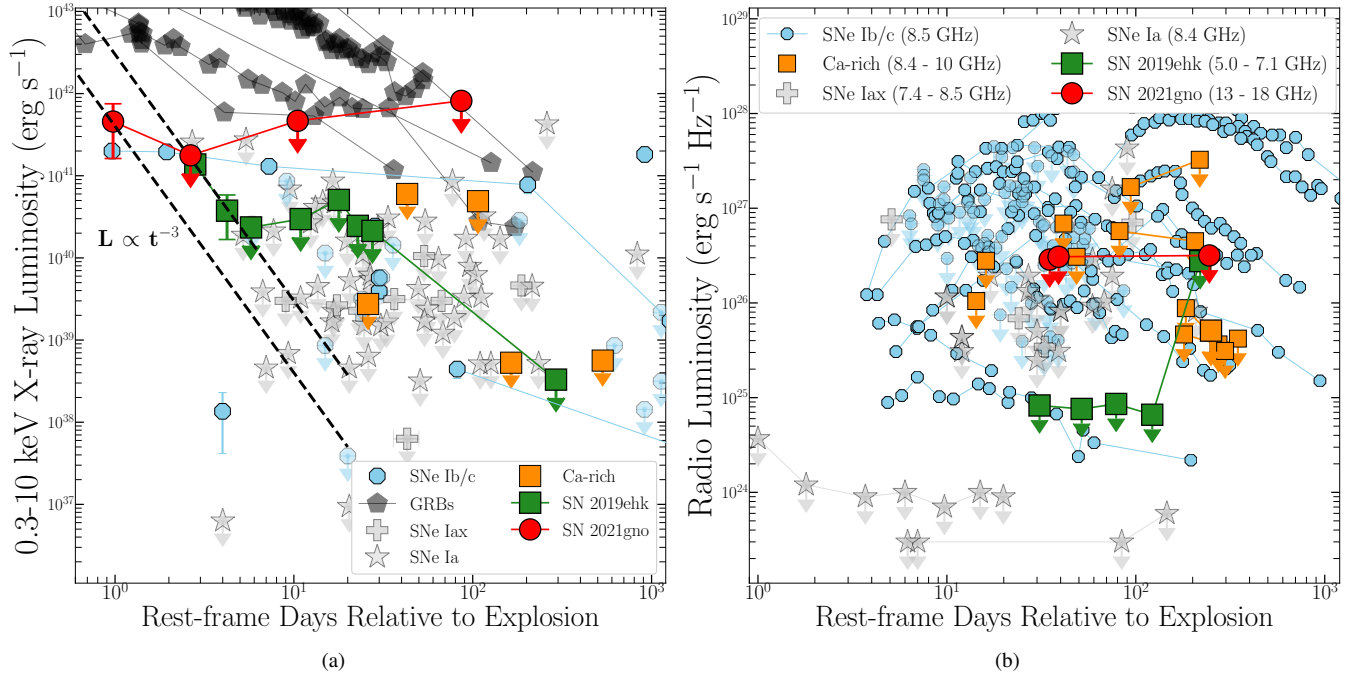 10^13
10^12
10^11
10^10
10^39
10^38
10^37
0.3-10 keV X-ray Luminosity (erg s^−1)
L ∝ t^−3
SNe Ib/c
GRBs
SNe Iax
SNe Ia
Ca-rich
SN 2019ehk
SN 2021gno
10^0
10^1
10^2
10^3
Rest-frame Days Relative to Explosion
(a)
10^29
10^28
10^27
10^26
10^25
10^24
Radio Luminosity (erg s^−1 Hz^−1)
SNe Ib/c (8.5 GHz)
Ca-rich (8.4 - 10 GHz)
SNe Iax (7.4 - 8.5 GHz)
SNe Ia (8.4 GHz)
SN 2019ehk (5.0 - 7.1 GHz)
SN 2021gno (13 - 18 GHz)
10^0
10^1
10^2
10^3
Rest-frame Days Relative to Explosion
(b)